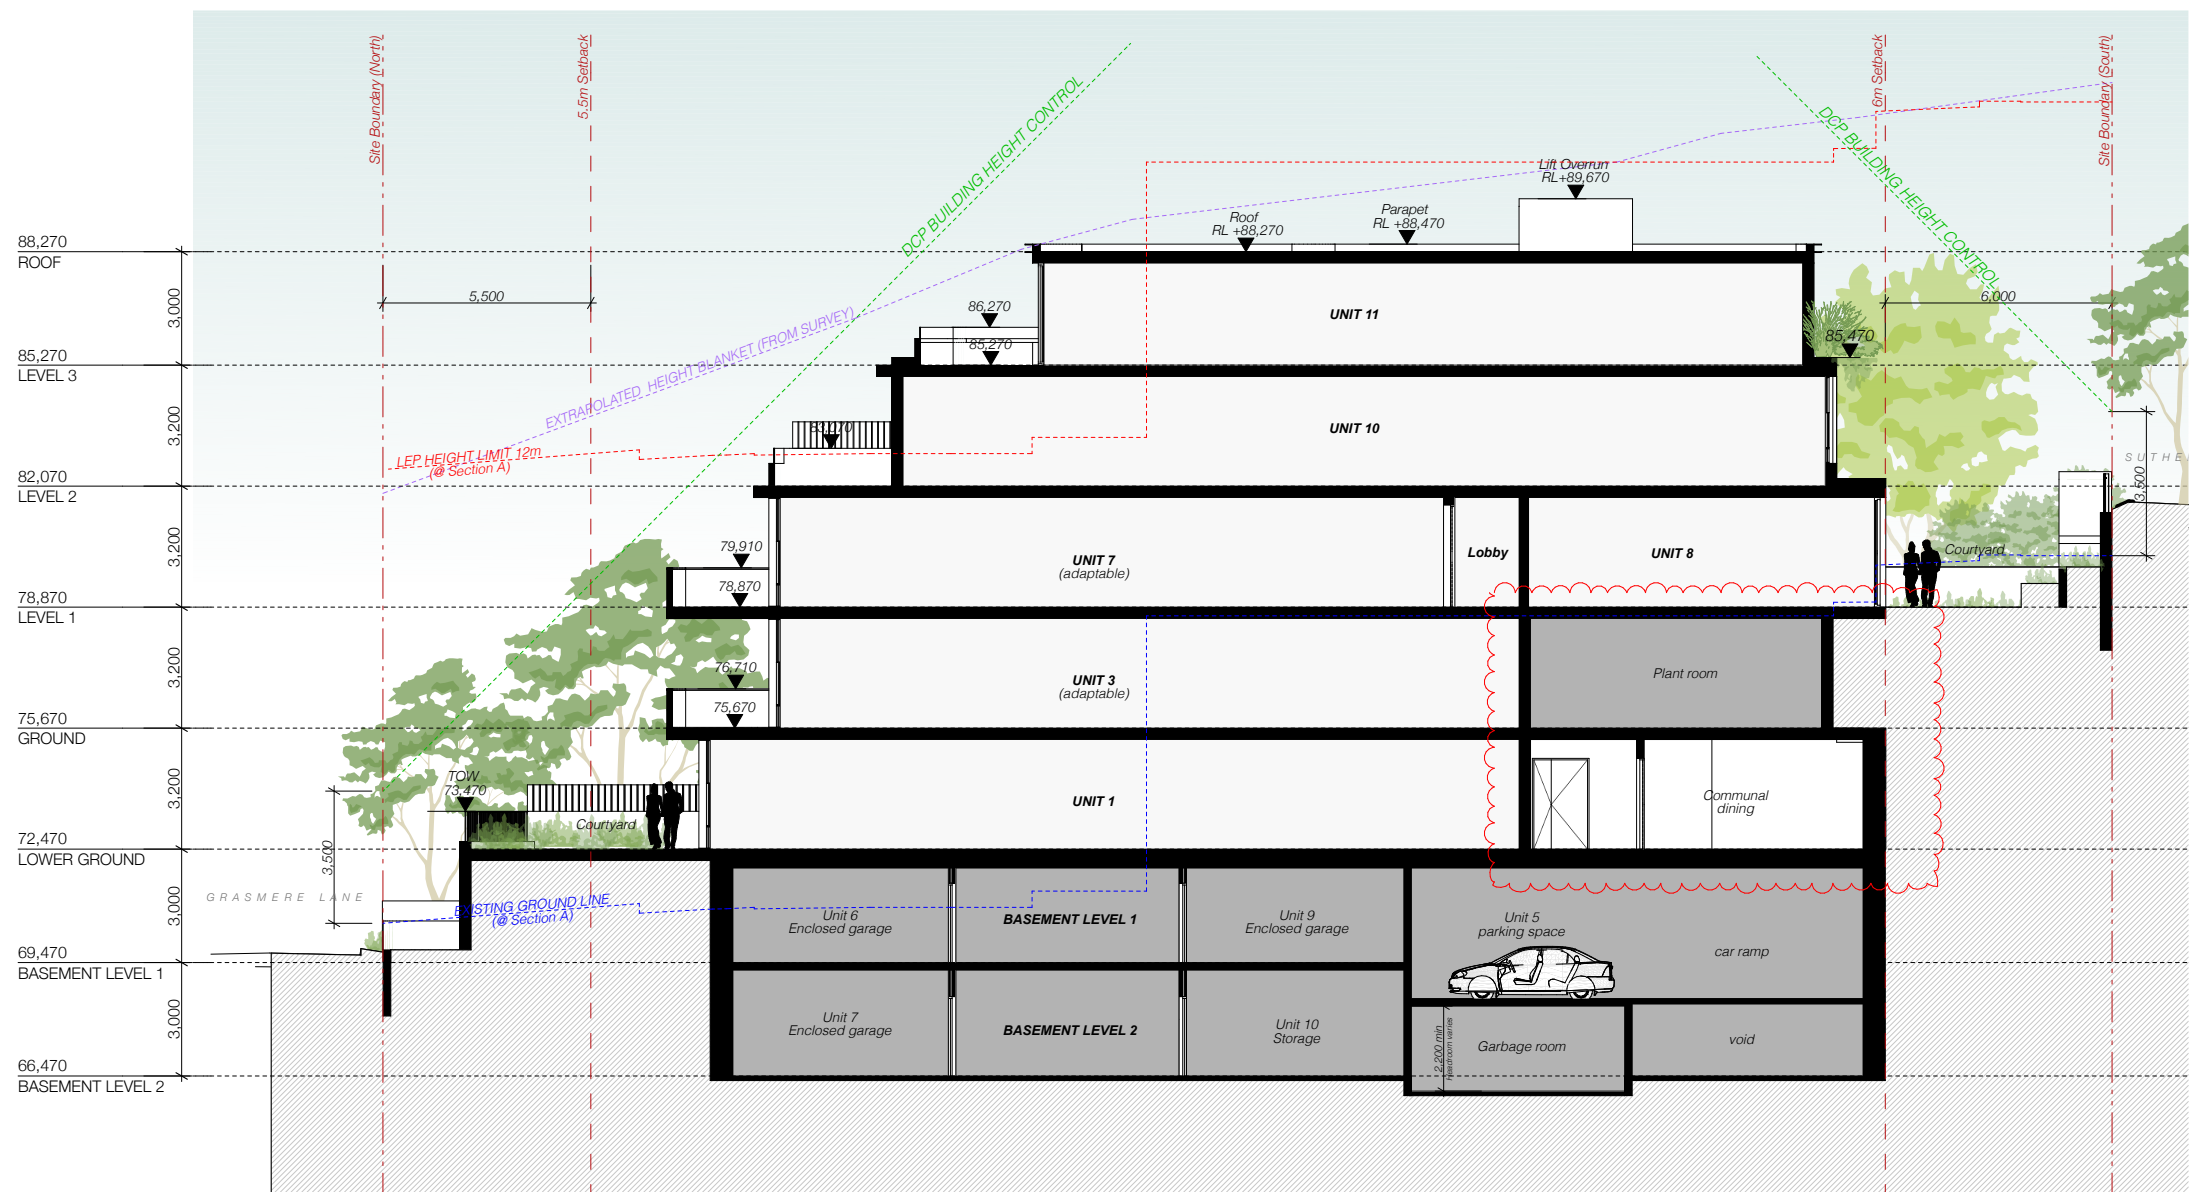 Site Boundary (North)
5.5m Setback
DCP BUILDING HEIGHT CONTROL
6m Setback
Site Boundary (South)
DCP BUILDING HEIGHT CONTROL
Lift Overrun
RL+89,670
Roof
RL +88,270
Parapet
RL +88,470
88,270
ROOF
5,500
6,000
3,000
86,270
85,270
UNIT 11
85,470
EXTRAPOLATED HEIGHT BLANKET (FROM SURVEY)
85,270
LEVEL 3
3,200
83,070
UNIT 10
LEP HEIGHT LIMIT 12m
(@ Section A)
82,070
LEVEL 2
3,500
3,200
79,910
78,870
UNIT 7
(adaptable)
Lobby
UNIT 8
Courtyard
78,870
LEVEL 1
3,200
76,710
75,670
UNIT 3
(adaptable)
Plant room
75,670
GROUND
3,200
TOW
73,470
Courtyard
UNIT 1
Communal
dining
72,470
LOWER GROUND
3,500
GRASMERE LANE
EXISTING GROUND LINE
(@ Section A)
3,000
Unit 6
Enclosed garage
BASEMENT LEVEL 1
Unit 9
Enclosed garage
Unit 5
parking space
car ramp
69,470
BASEMENT LEVEL 1
3,000
Unit 7
Enclosed garage
BASEMENT LEVEL 2
Unit 10
Storage
2,200 min
Headroom varies
Garbage room
void
66,470
BASEMENT LEVEL 2